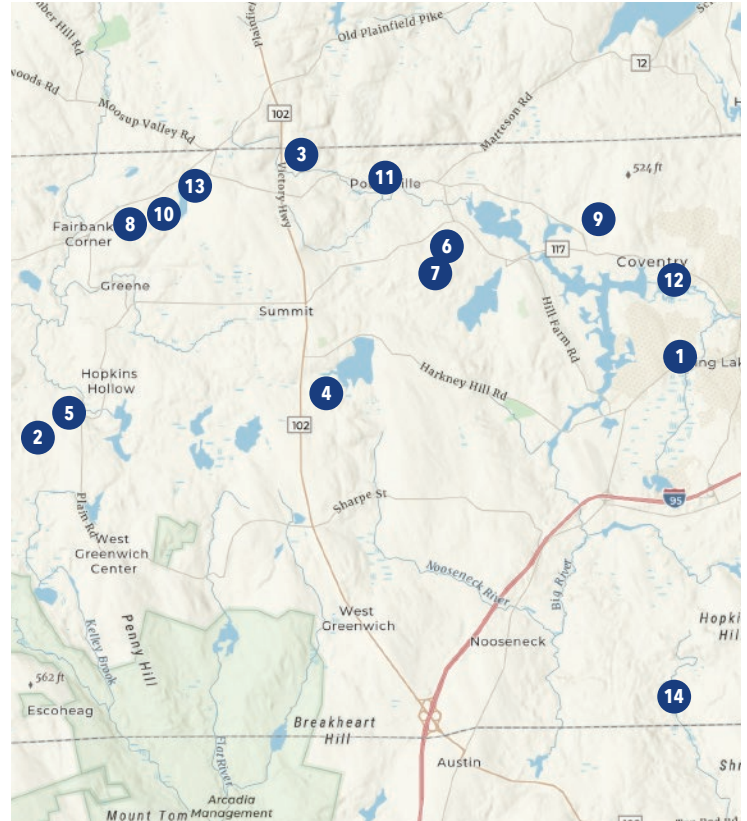 Old Plainfield Pike
12
Moosup Valley Rd
Matteson Rd
102
3
524 ft
11
13
Victory Hwy
10
8
9
Fairbank
Corner
6
117
7
Coventry
12
Greene
Summit
Hill Farm Rd
1
Hopkins
Hollow
Harkney Hill Rd
4
5
102
2
95
Sharpe St
Plain Rd
West
Greenwich
Center
Nooseneck River
Big River
West
Greenwich
Kelley Brook
Penny Hill
Nooseneck
562 ft
14
Escoheag
Breakheart
Hill
Flat River
Austin
Arcadia
Mount Tom Management